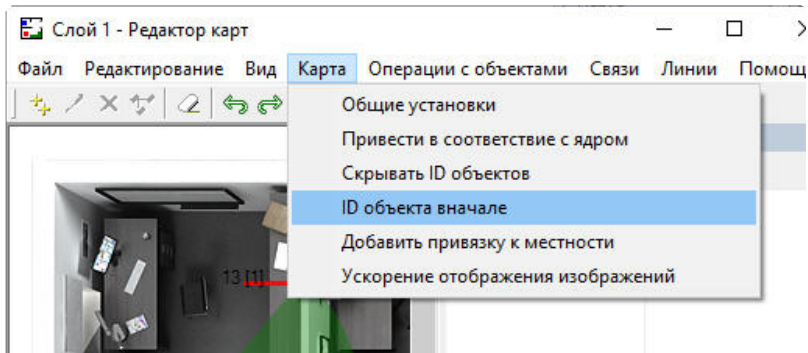 Слой 1 - Редактор карт
Файл Редактирование Вид Карта Операции с объектами Связи Линии Помощ
Общие установки
Привести в соответствие с ядром
Скрывать ID объектов
ID объекта вначале
Добавить привязку к местности
Ускорение отображения изображений
13 [1]